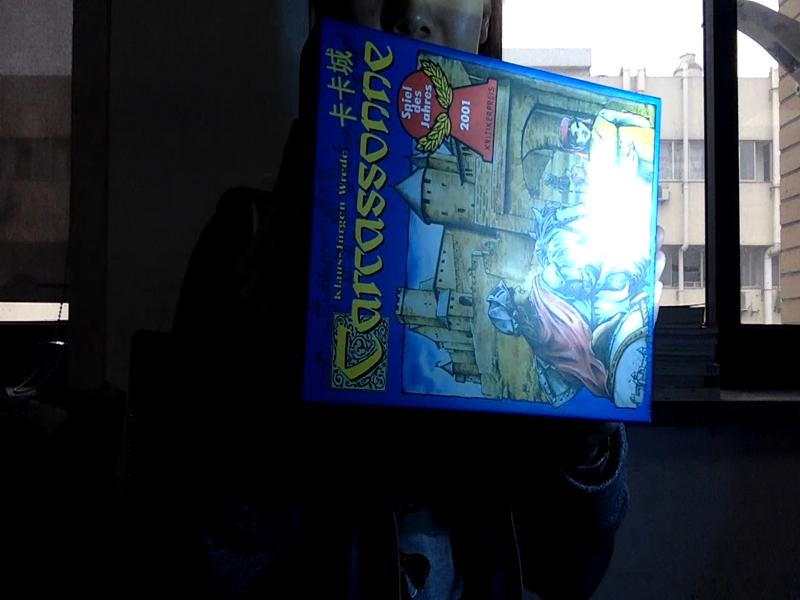 卡卡城
Klaus-Jürgen Wrede
Carcassonne
Spiel
des
Jahres
2001
KRITIKERPREIS